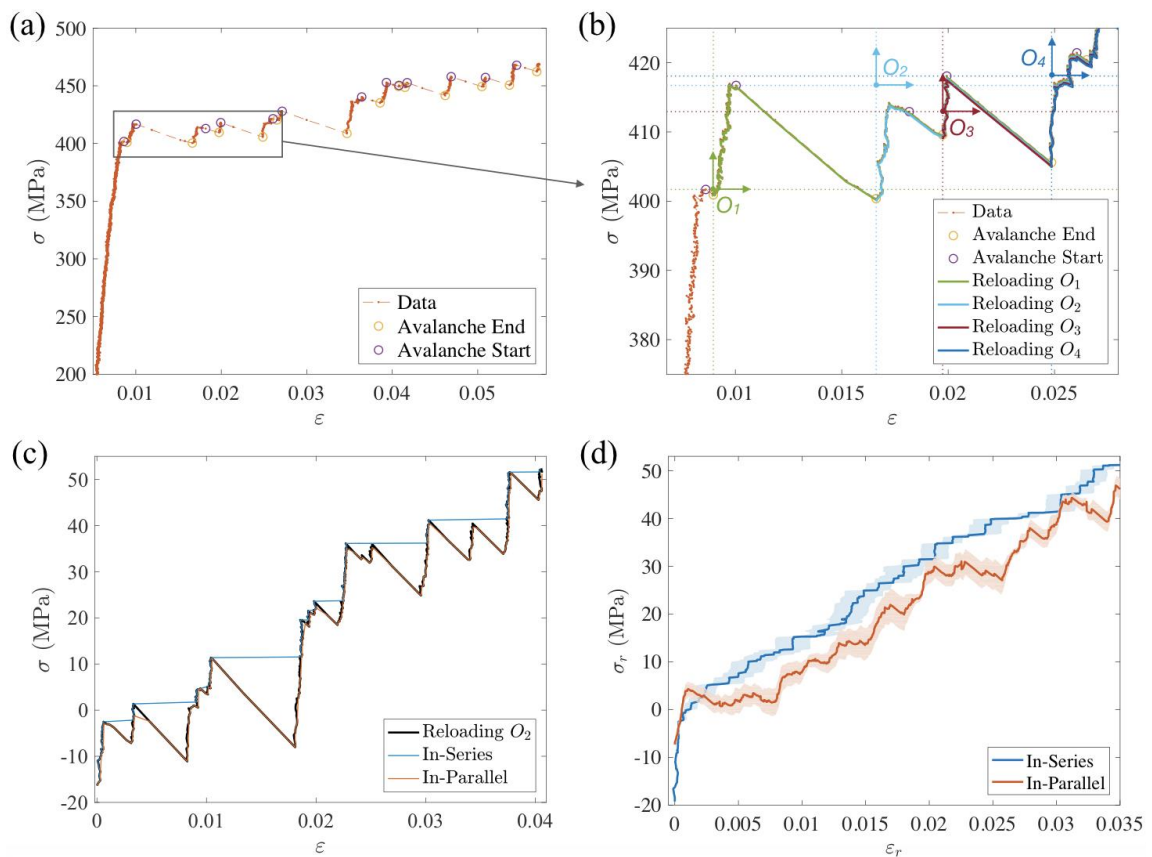 (a)
500
450
400
350
300
250
200
σ (MPa)
0.01
0.02
0.03
0.04
0.05
ε
Data
Avalanche End
Avalanche Start
(b)
420
410
400
390
380
σ (MPa)
0.01
0.015
0.02
0.025
ε
O1
O2
O3
O4
Data
Avalanche End
Avalanche Start
Reloading O1
Reloading O2
Reloading O3
Reloading O4
(c)
50
40
30
20
10
0
-10
-20
σ (MPa)
0
0.01
0.02
0.03
0.04
ε
Reloading O2
In-Series
In-Parallel
(d)
50
40
30
20
10
0
-10
-20
σr (MPa)
0
0.005
0.01
0.015
0.02
0.025
0.03
0.035
εr
In-Series
In-Parallel